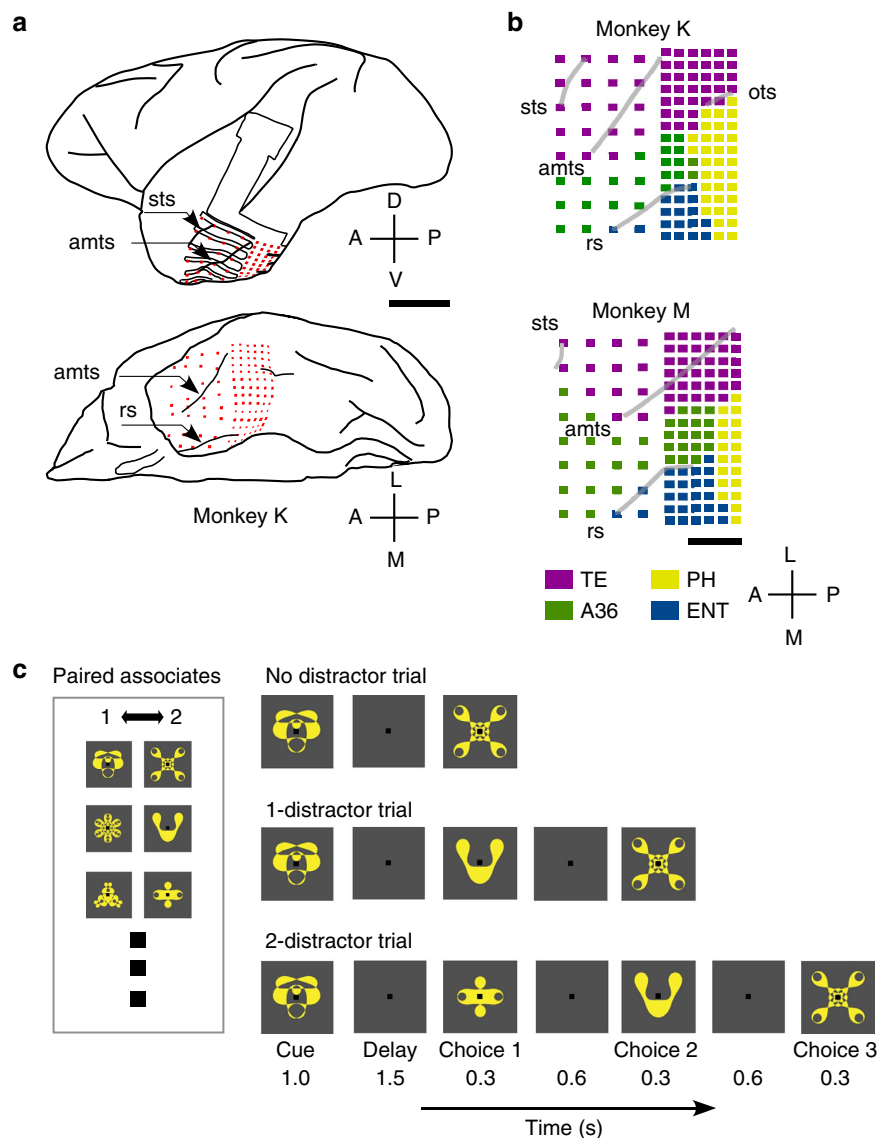 a
sts
amts
D
A P
V
amts
rs
L
A P
M
Monkey K
b
Monkey K
sts
ots
amts
rs
Monkey M
sts
amts
rs
TE PH
A36 ENT
L
A P
M
c
Paired associates
1 2
No distractor trial
1-distractor trial
2-distractor trial
Cue Delay Choice 1 Choice 2 Choice 3
1.0 1.5 0.3 0.6 0.3 0.6 0.3
Time (s)